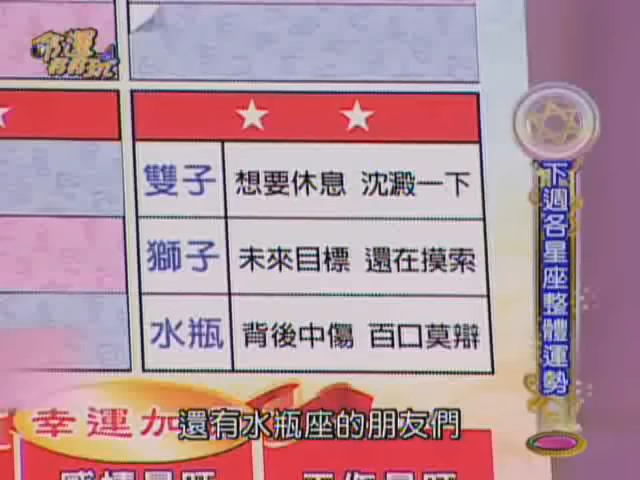 命運好好玩
★ ★
雙子 想要休息 沈澱一下
獅子 未來目標 還在摸索
水瓶 背後中傷 百口莫辯
下週各星座整體運勢
幸運加
還有水瓶座的朋友們